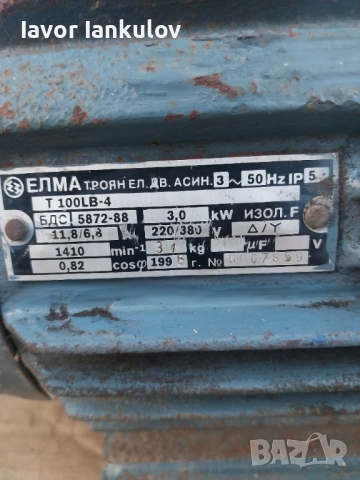 Iavor Iankulov
ЕЛМА Т.РОЯН ЕЛ. ДВ. АСИН. 3 ~ 50 Hz IP 5
T 100LB-4
БДС 5872-88 3,0 kW ИЗОЛ. F
11,8/6,8 220/380 V Δ/Y
1410 min⁻¹ kg μF V
0,82 cosφ 199 г. №
BAZAR